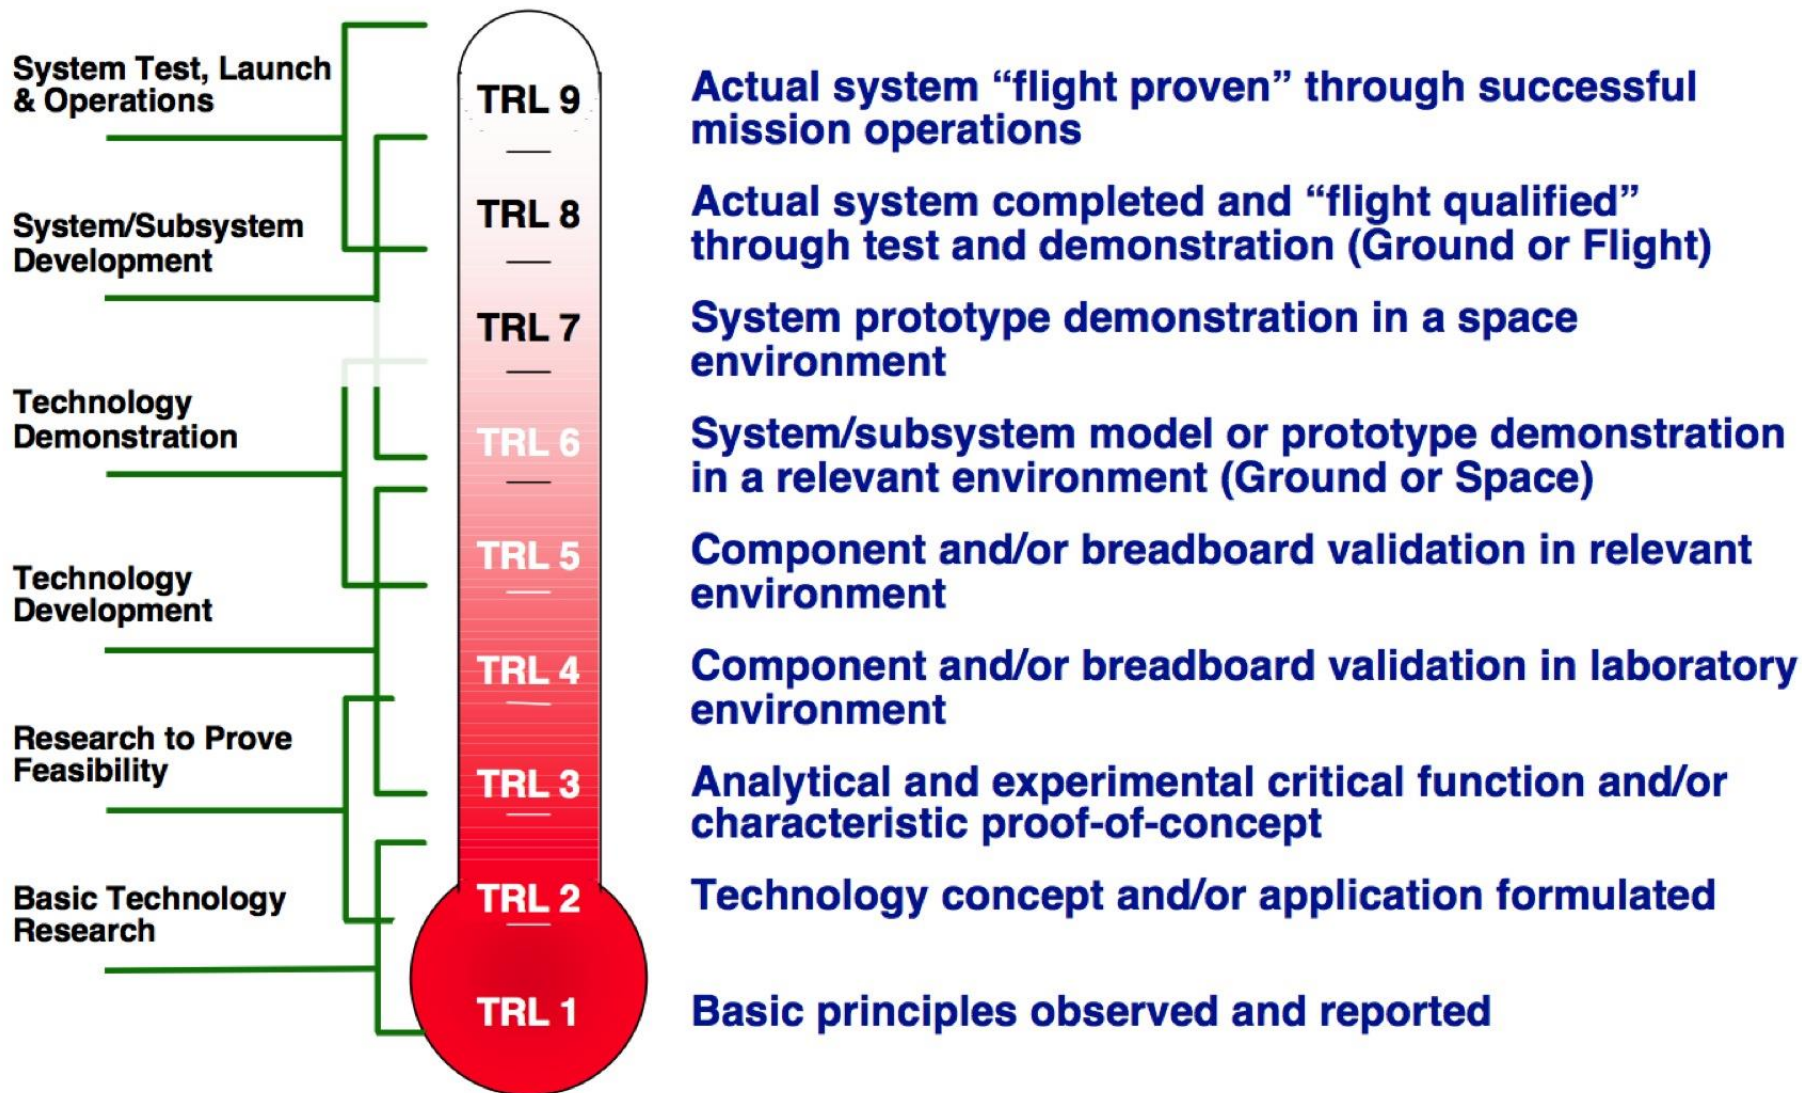 System Test, Launch
& Operations
System/Subsystem
Development
Technology
Demonstration
Technology
Development
Research to Prove
Feasibility
Basic Technology
Research
TRL 9
TRL 8
TRL 7
TRL 6
TRL 5
TRL 4
TRL 3
TRL 2
TRL 1
Actual system “flight proven” through successful
mission operations
Actual system completed and “flight qualified”
through test and demonstration (Ground or Flight)
System prototype demonstration in a space
environment
System/subsystem model or prototype demonstration
in a relevant environment (Ground or Space)
Component and/or breadboard validation in relevant
environment
Component and/or breadboard validation in laboratory
environment
Analytical and experimental critical function and/or
characteristic proof-of-concept
Technology concept and/or application formulated
Basic principles observed and reported